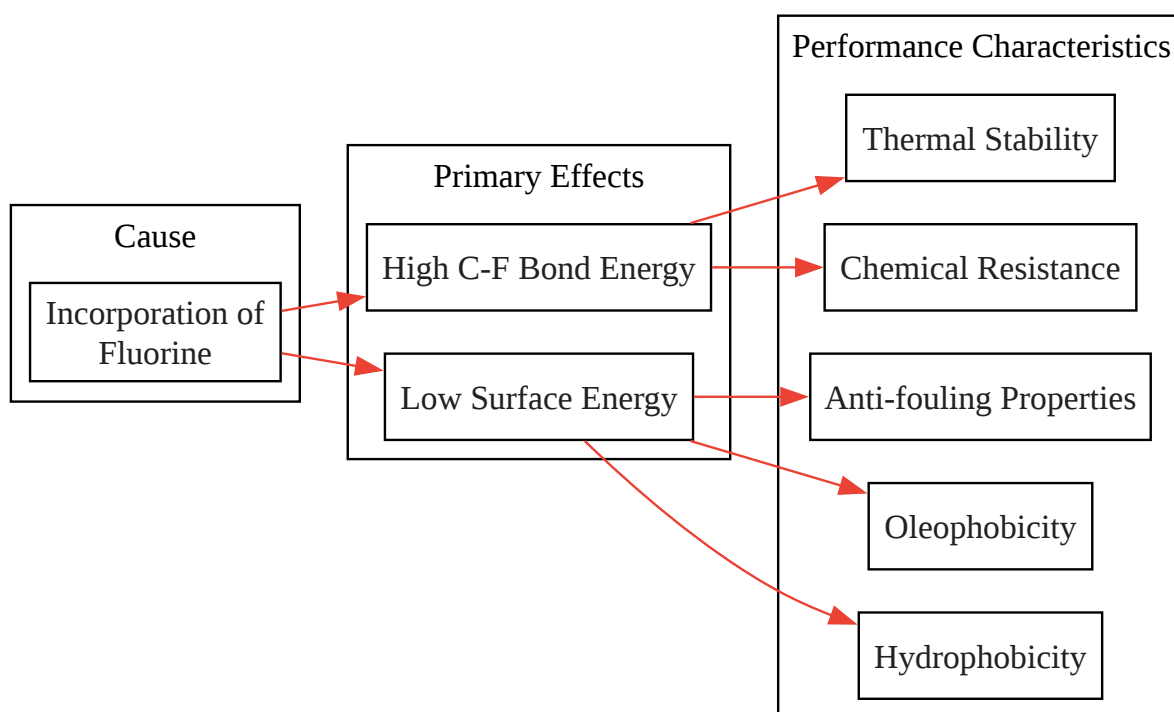 Cause
Incorporation of
Fluorine
Primary Effects
High C-F Bond Energy
Low Surface Energy
Performance Characteristics
Thermal Stability
Chemical Resistance
Anti-fouling Properties
Oleophobicity
Hydrophobicity